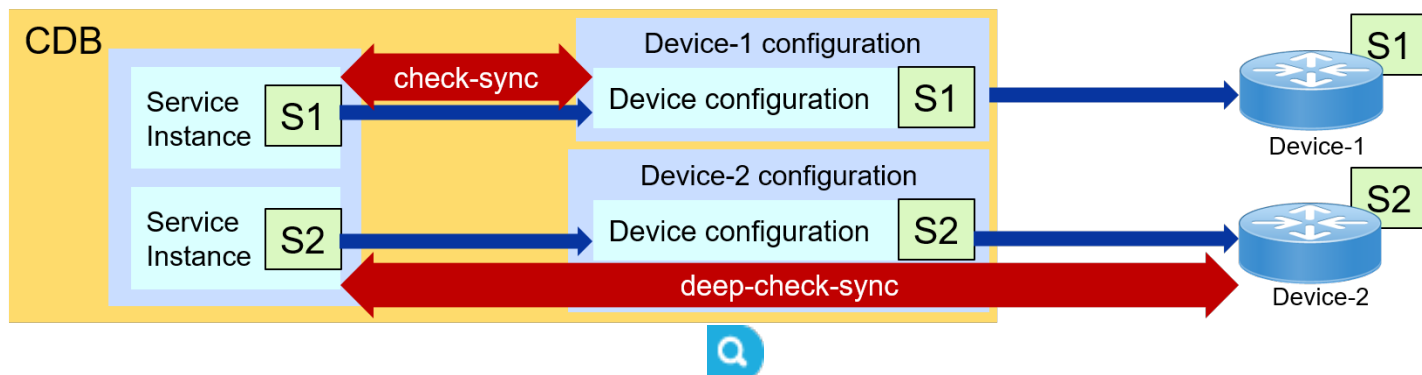 CDB
Service
Instance
S1
check-sync
Device-1 configuration
Device configuration
S1
S1
Device-1
Service
Instance
S2
Device-2 configuration
Device configuration
S2
S2
Device-2
deep-check-sync